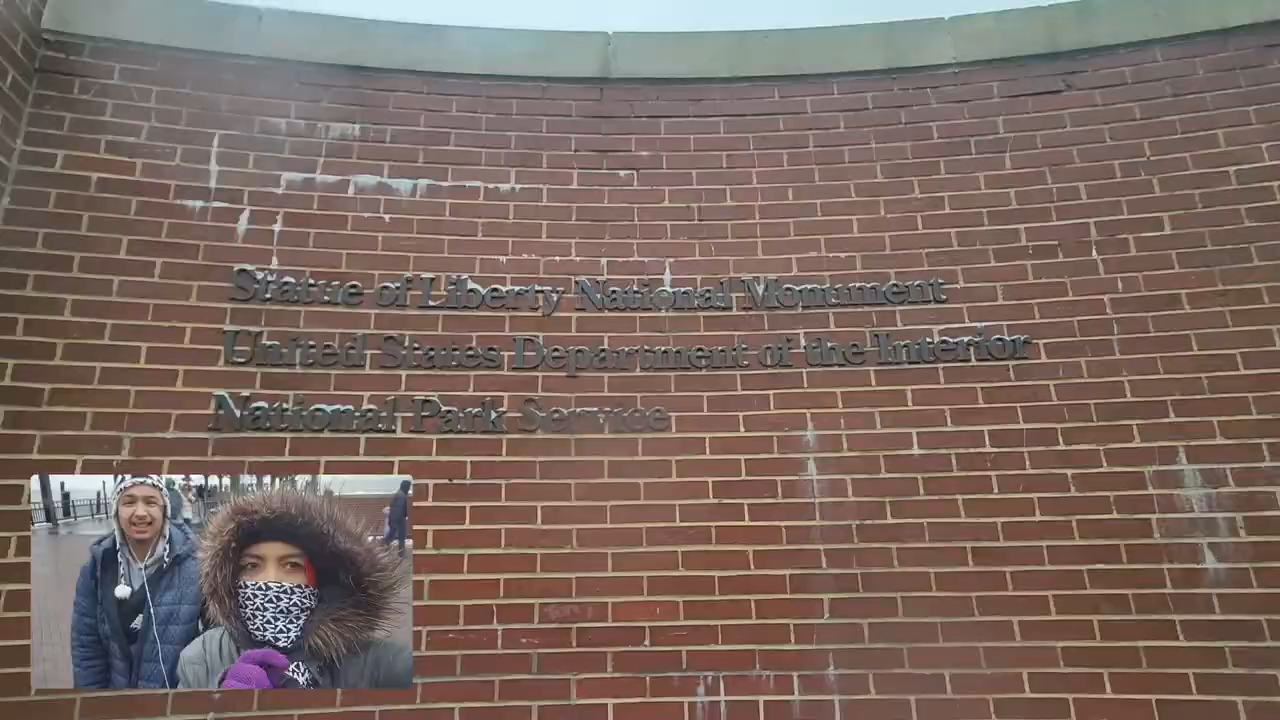 Statue of Liberty National Monument
United States Department of the Interior
National Park Service